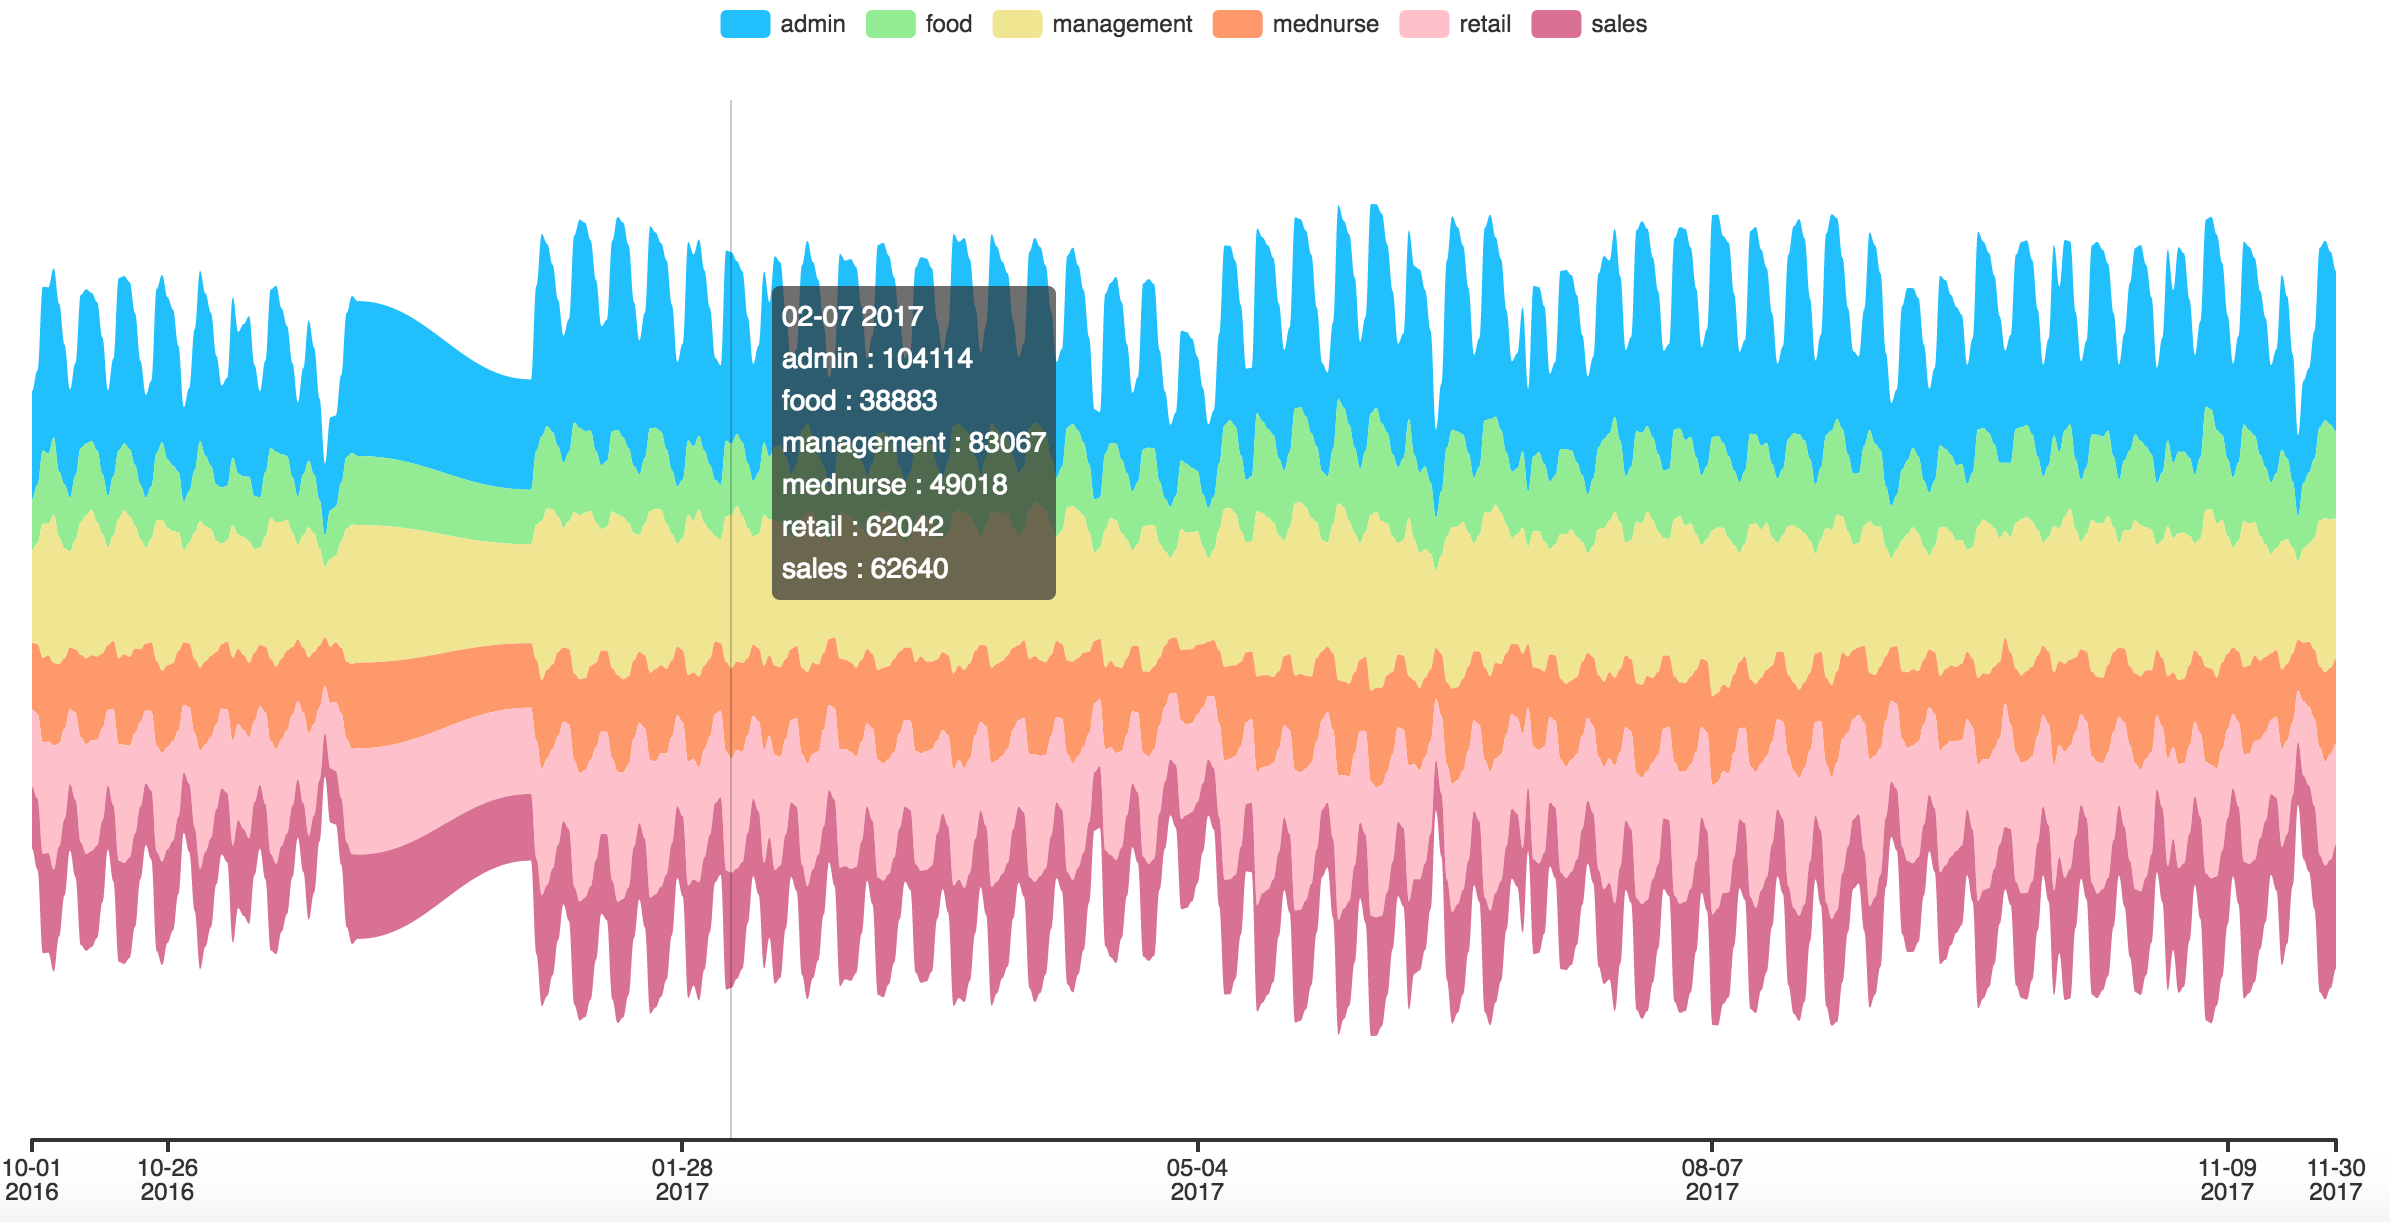 admin food management mednurse retail sales
02-07 2017
admin : 104114
food : 38883
management : 83067
mednurse : 49018
retail : 62042
sales : 62640
10-01 10-26 01-28 05-04 08-07 11-09 11-30
2016 2016 2017 2017 2017 2017 2017